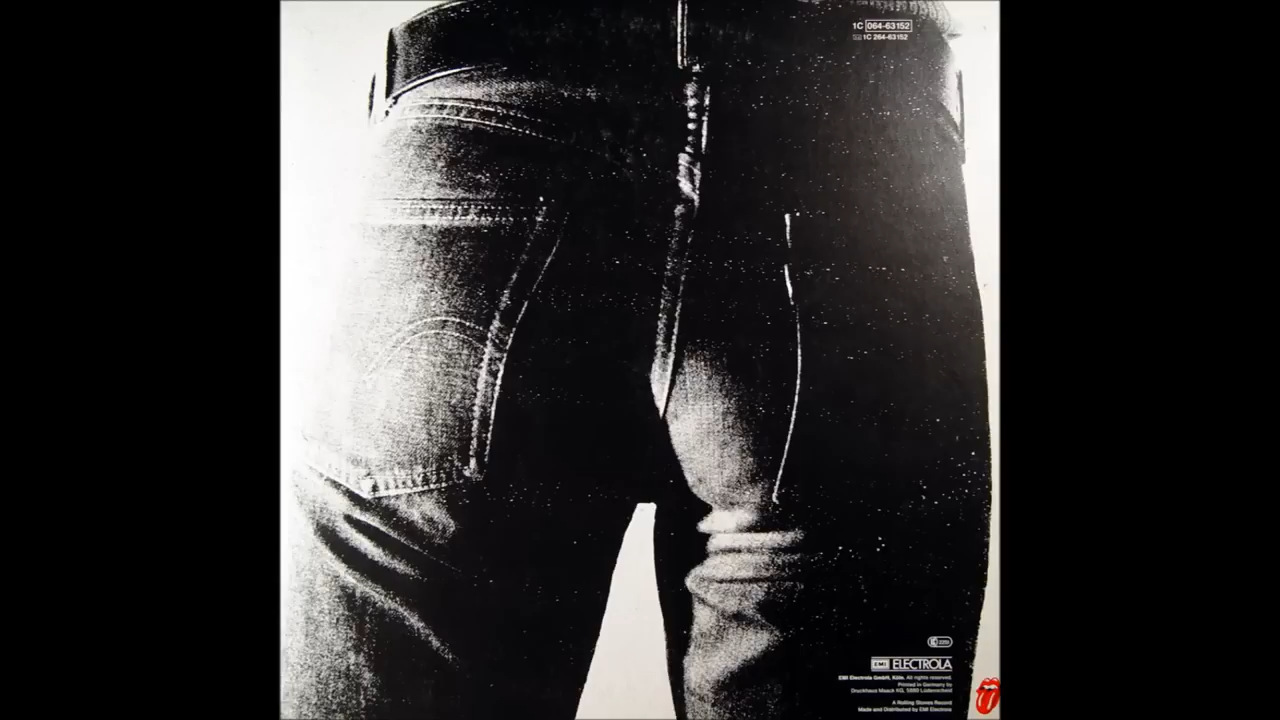 1C 064-63152
1C 264-63152
EMI ELECTROLA
EMI Electrola GmbH, Köln. All rights reserved.
Printed in Germany by
Druckhaus Maack KG, 5880 Lüdenscheid
A Rolling Stones Record
Made and Distributed by EMI Electrola